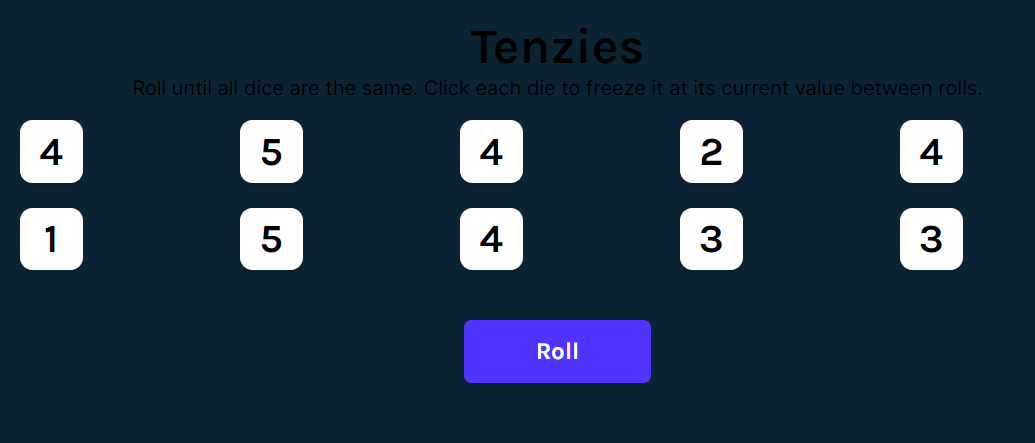 Tenzies
Roll until all dice are the same. Click each die to freeze it at its current value between rolls.
4 5 4 2 4
1 5 4 3 3
Roll